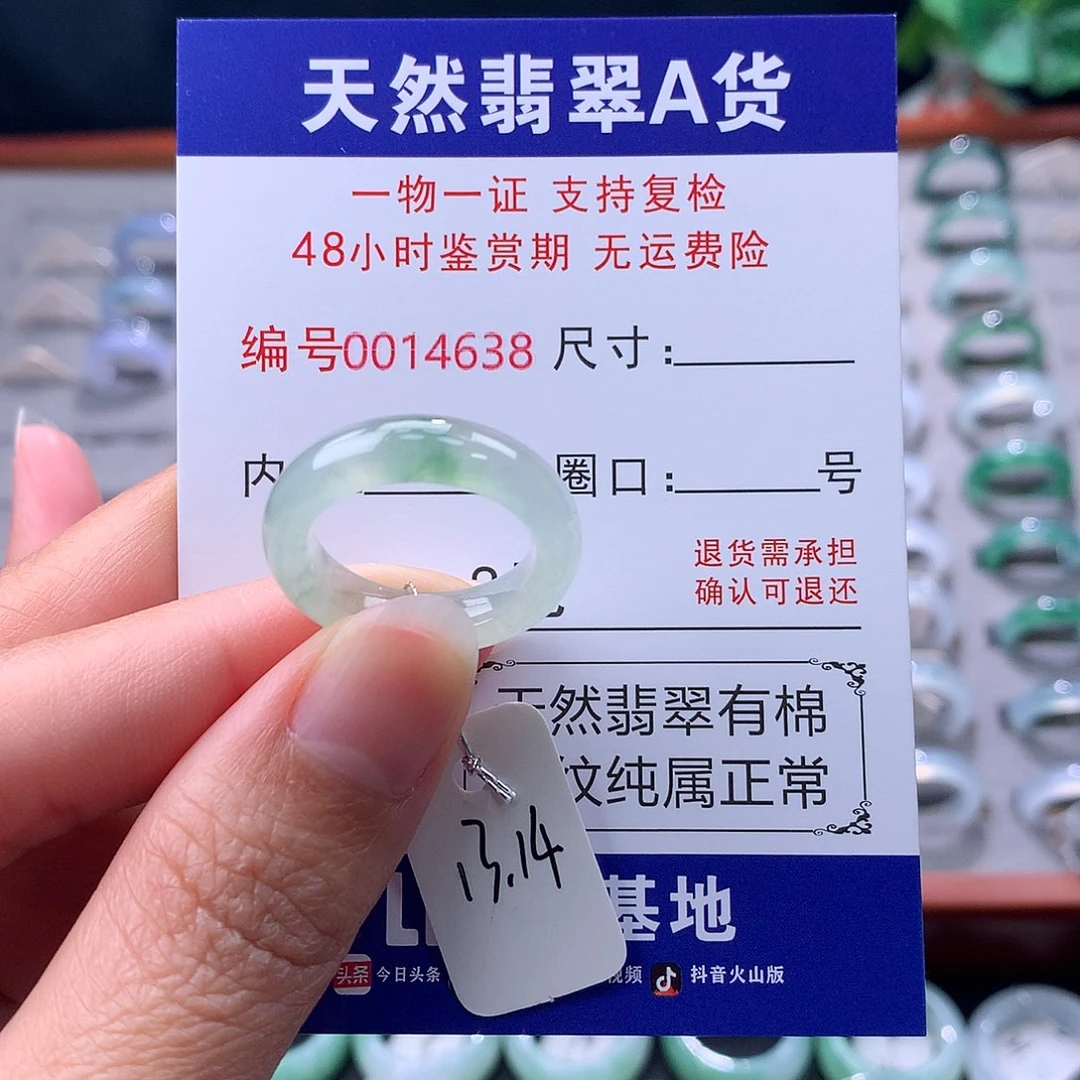 天然翡翠A货
一物一证 支持复检
48小时鉴赏期 无运费险
编号0014638 尺寸:
内 圈口: 号
退货需承担
确认可退还
天然翡翠有棉
纹纯属正常
13.14
基地
头条 今日头条 视频 抖音火山版